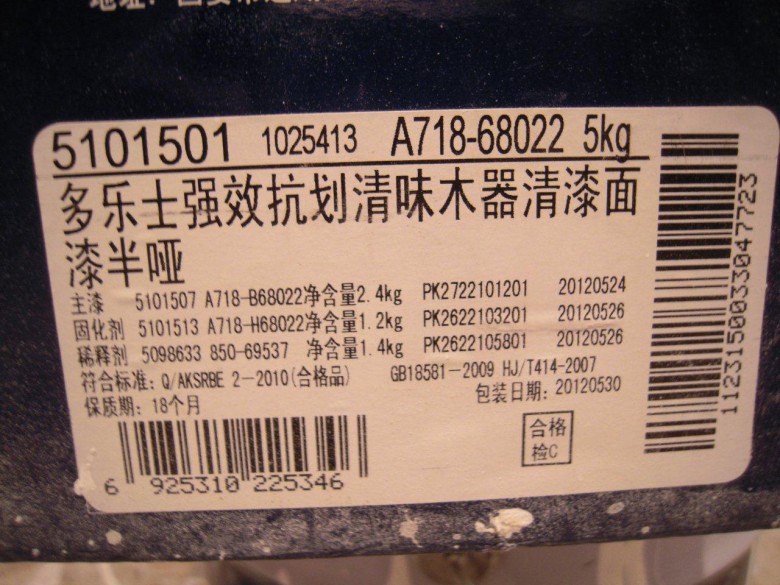 5101501 1025413 A718-68022 5kg
多乐士强效抗划清味木器清漆面
漆半哑
主漆 5101507 A718-B68022净含量2.4kg PK2722101201 20120524
固化剂 5101513 A718-H68022净含量1.2kg PK2622103201 20120526
稀释剂 5098633 850-69537 净含量1.4kg PK2622105801 20120526
符合标准: Q/AKSRBE 2-2010(合格品) GB18581-2009 HJ/T414-2007
保质期: 18个月 包装日期: 20120530
合格
检C
6 925310 225346
1123150033047723